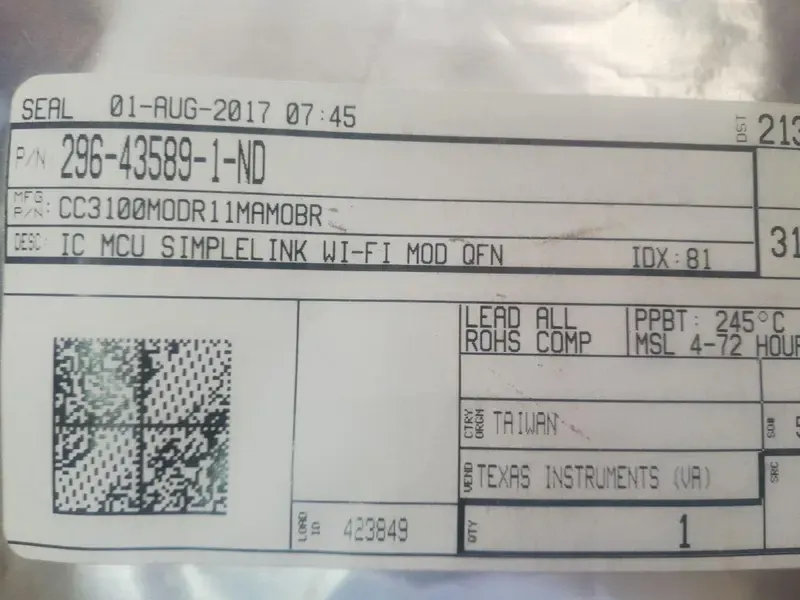 SEAL 01-AUG-2017 07:45
DST 213
P/N 296-43589-1-ND
MFG P/N: CC3100MODR11MAMOBR
31
DESC: IC MCU SIMPLELINK WI-FI MOD QFN IDX:81
LEAD ALL
ROHS COMP
PPBT: 245°C
MSL 4-72 HOUR
CTRY ORGN TAIWAN
SO#
VEND TEXAS INSTRUMENTS (VA)
SRC
LOAD ID 423849
QTY 1